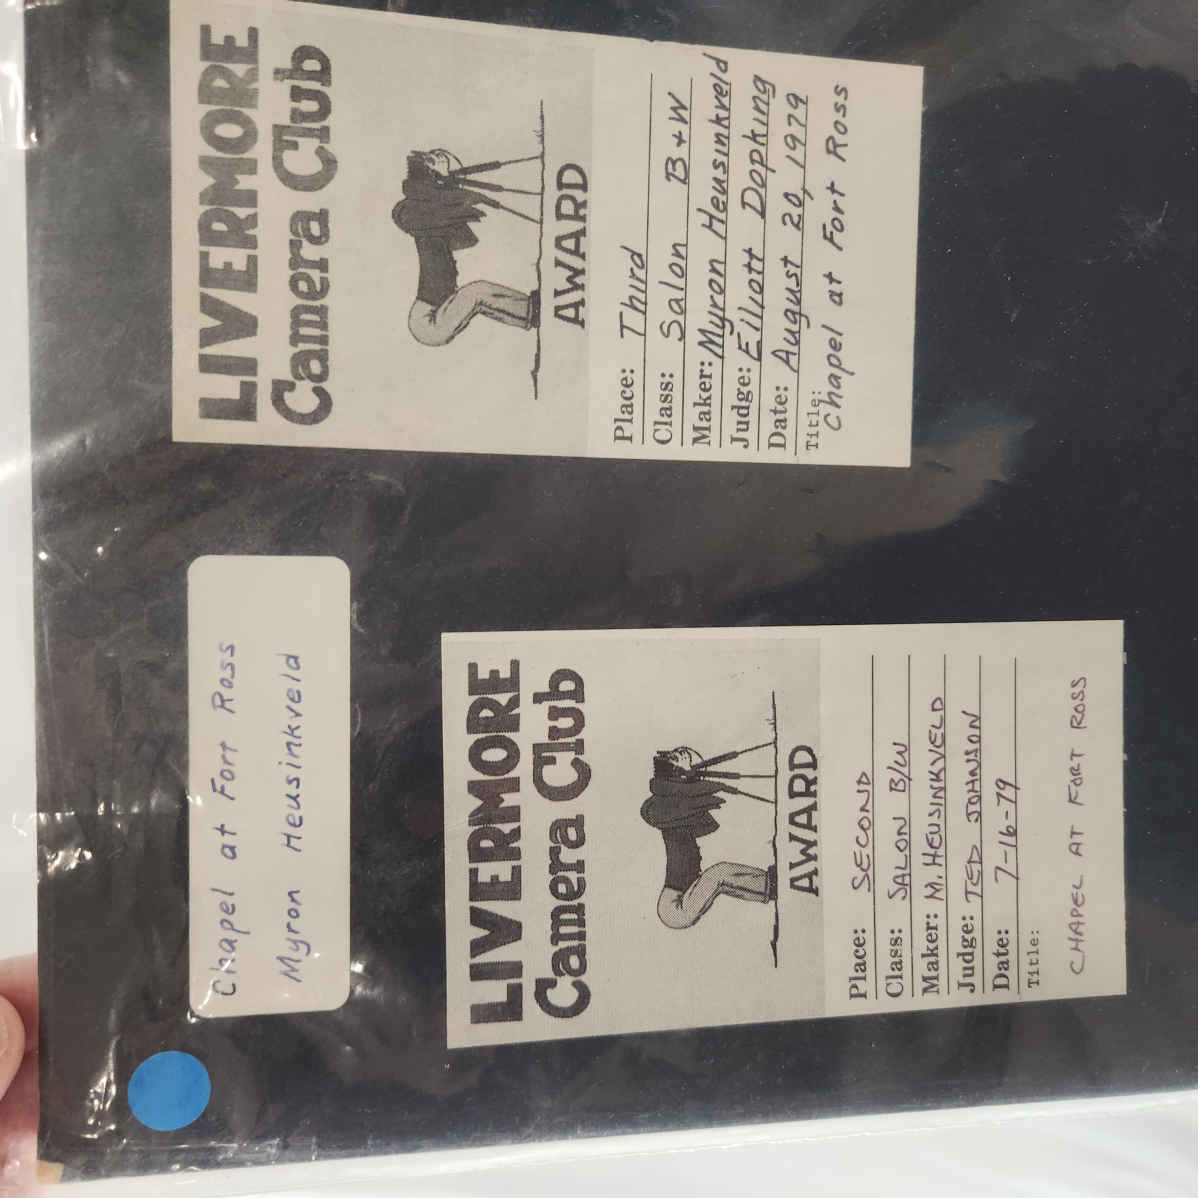 LIVERMORE
Camera Club
AWARD
Place: Third
Class: Salon B+W
Maker: Myron Heusinkveld
Judge: Elliott Dopking
Date: August 20, 1979
Title:
Chapel at Fort Ross
Chapel at Fort Ross
Myron Heusinkveld
LIVERMORE
Camera Club
AWARD
Place: SECOND
Class: SALON B/W
Maker: M. HEUSINKVELD
Judge: TED JOHNSON
Date: 7-16-79
Title:
CHAPEL AT FORT ROSS